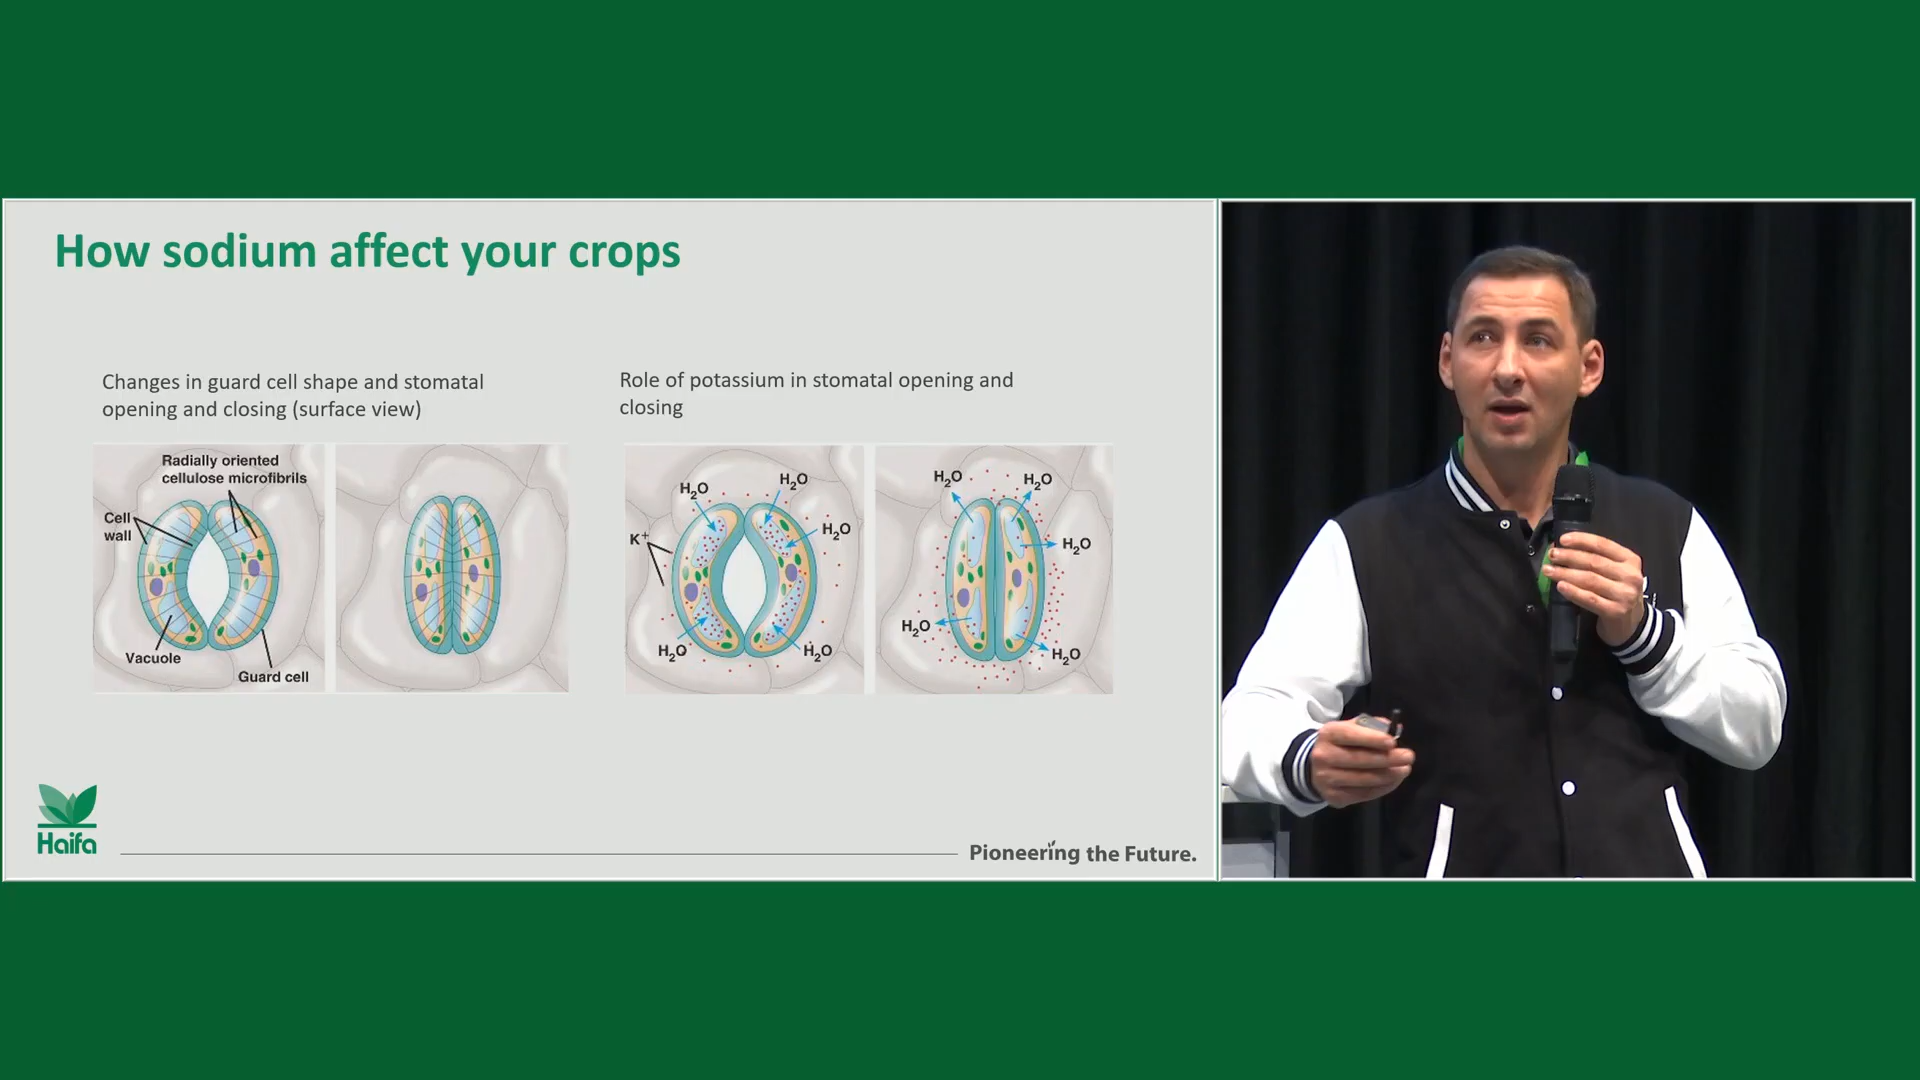 How sodium affect your crops
Changes in guard cell shape and stomatal
opening and closing (surface view)
Radially oriented
cellulose microfibrils
Cell
wall
Vacuole
Guard cell
Role of potassium in stomatal opening and
closing
H₂O
H₂O
H₂O
K⁺
H₂O
H₂O
H₂O
H₂O
H₂O
H₂O
H₂O
Haifa
Pioneering the Future.